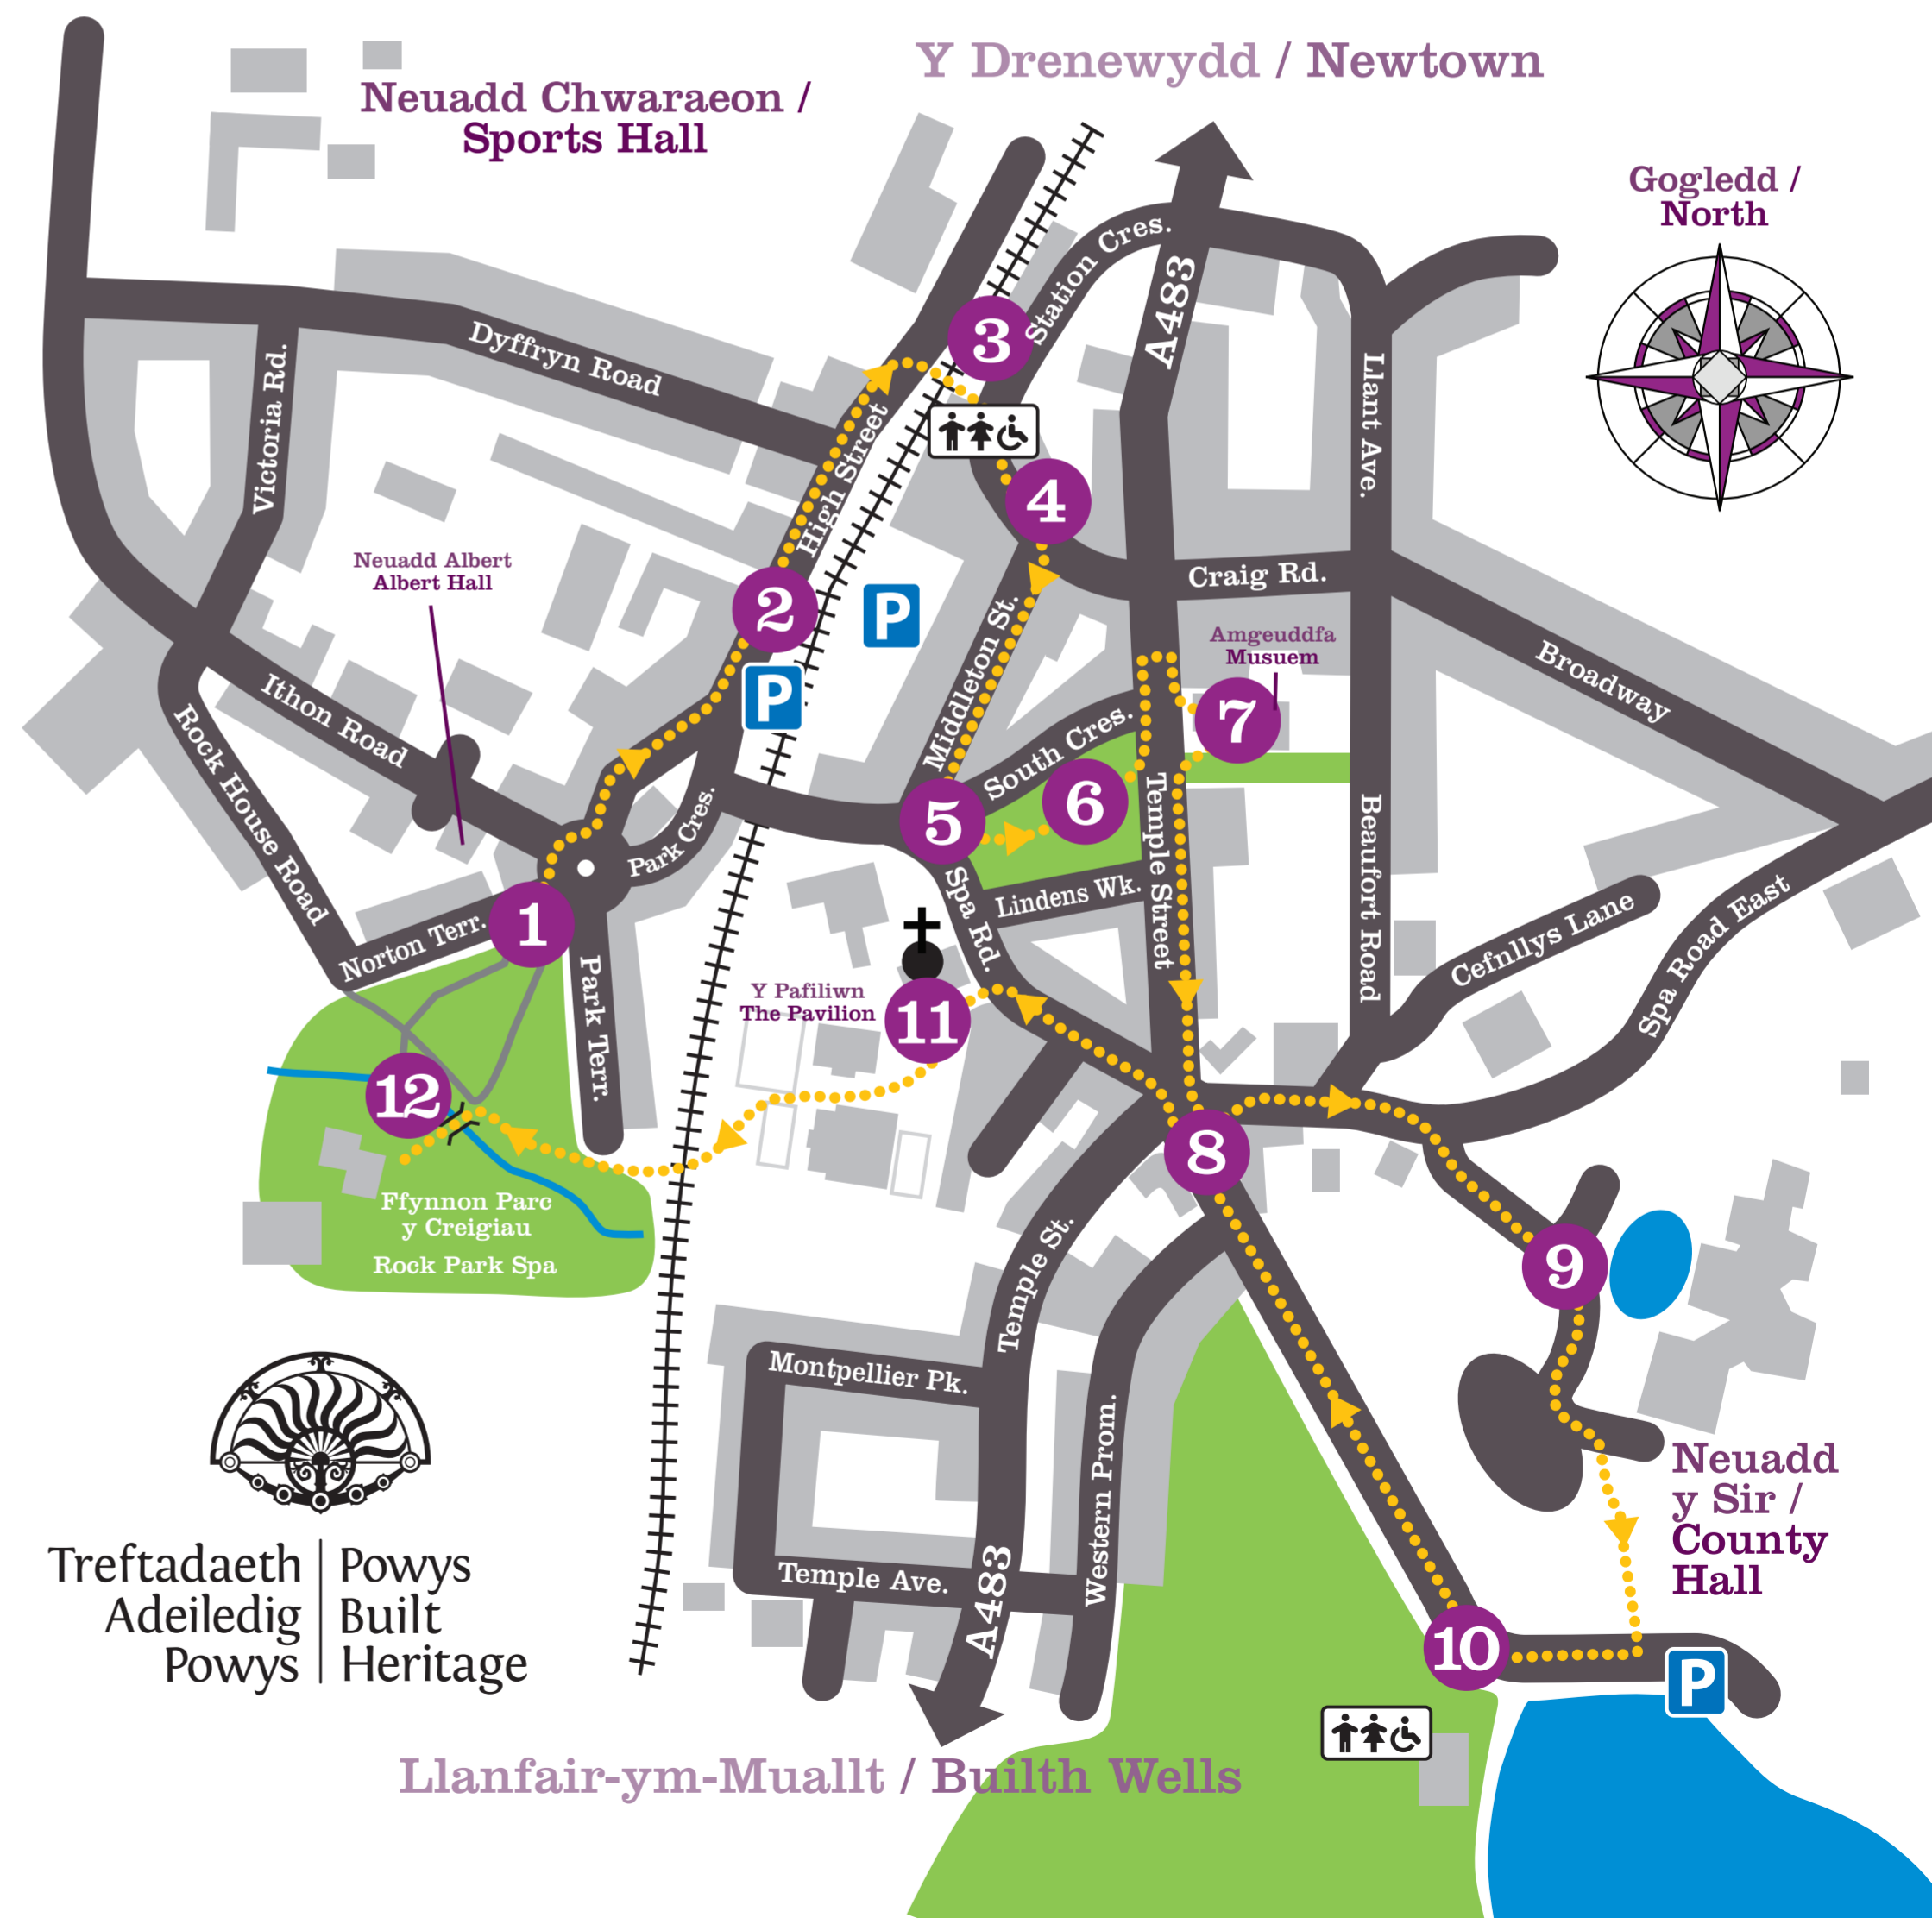 Y Drenewydd / Newtown
Neuadd Chwaraeon /
Sports Hall
Gogledd /
North
Station Cres.
A483
Dyffryn Road
Victoria Rd.
High Street
Llant Ave.
3
4
Neuadd Albert
Albert Hall
2
P
P
Craig Rd.
Middleton St.
Amgeuddfa
Musuem
7
Broadway
Ithon Road
Rock House Road
South Cres.
5
6
Temple Street
Park Cres.
Beaufort Road
Spa Rd.
Lindens Wk.
Norton Terr.
1
Park Terr.
Cefnllys Lane
Spa Road East
Y Pafiliwn
The Pavilion
11
12
8
Ffynnon Parc
y Creigiau
Rock Park Spa
9
Temple St.
Montpellier Pk.
Western Prom.
Temple Ave.
A483
Neuadd
y Sir /
County
Hall
10
P
Treftadaeth
Adeiledig
Powys
Powys
Built
Heritage
Llanfair-ym-Muallt / Builth Wells